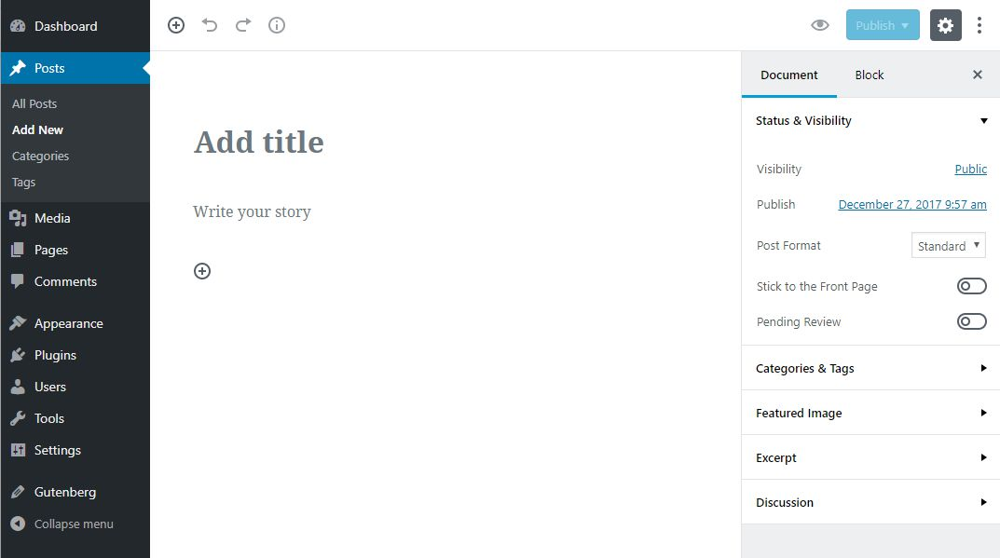 Dashboard
Posts
All Posts
Add New
Categories
Tags
Media
Pages
Comments
Appearance
Plugins
Users
Tools
Settings
Gutenberg
Collapse menu
Publish
Add title
Write your story
Document Block
Status & Visibility
Visibility Public
Publish December 27, 2017 9:57 am
Post Format Standard
Stick to the Front Page
Pending Review
Categories & Tags
Featured Image
Excerpt
Discussion